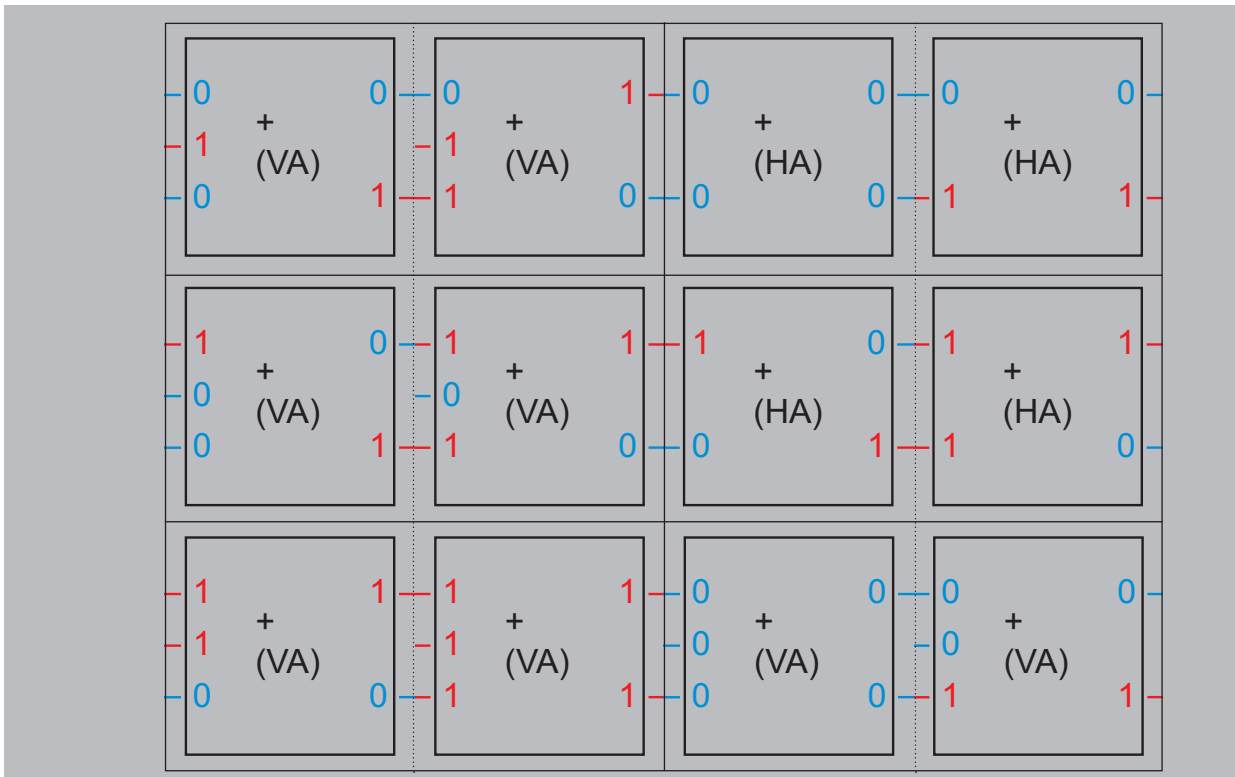 0 0 0 1 0 0 0 0
+ + + +
1 1
(VA) (VA) (HA) (HA)
0 1 1 0 0 0 1 1
1 0 1 1 1 0 1 1
+ + + +
0 0
(VA) (VA) (HA) (HA)
0 1 1 0 0 1 1 0
1 1 1 1 0 0 0 0
+ + + +
1 1 0 0
(VA) (VA) (VA) (VA)
0 0 1 1 0 0 1 1